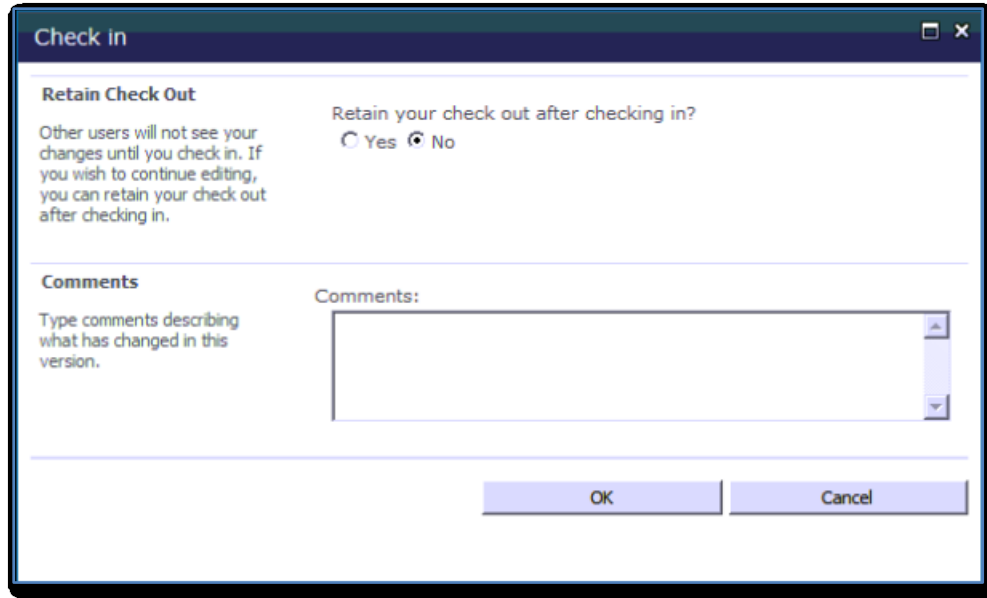 Check in
Retain Check Out
Other users will not see your
changes until you check in. If
you wish to continue editing,
you can retain your check out
after checking in.
Retain your check out after checking in?
Yes No
Comments
Type comments describing
what has changed in this
version.
Comments:
OK Cancel